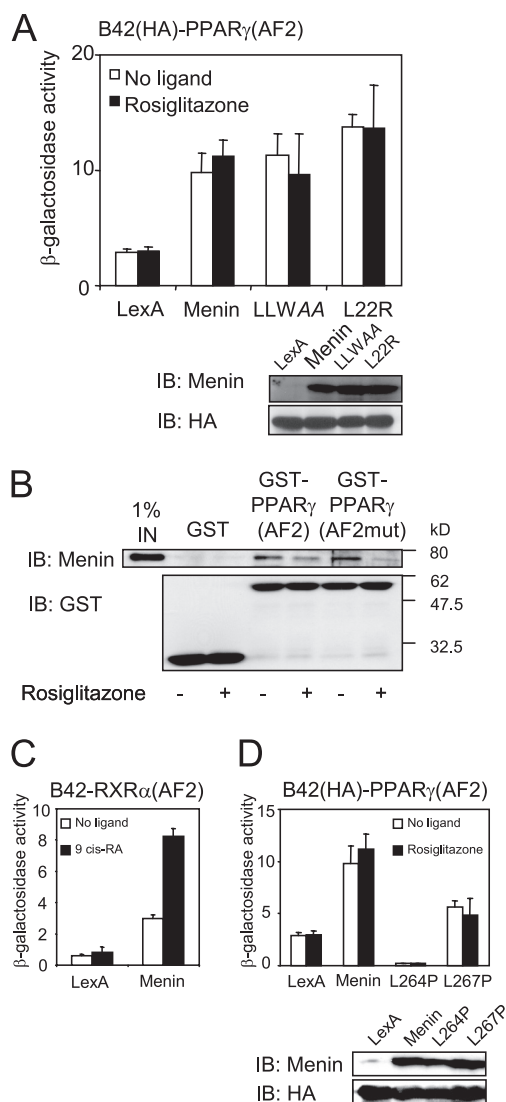 A
B42(HA)-PPARγ(AF2)
β-galactosidase activity
20
10
0
No ligand
Rosiglitazone
LexA Menin LLWAA L22R
LexA Menin LLWAA L22R
IB: Menin
IB: HA
B
1% IN
GST
GST-PPARγ (AF2)
GST-PPARγ (AF2mut)
kD
IB: Menin
80
IB: GST
62
47.5
32.5
Rosiglitazone - + - + - +
C
B42-RXRα(AF2)
β-galactosidase activity
10
8
6
4
2
0
No ligand
9 cis-RA
LexA Menin
D
B42(HA)-PPARγ(AF2)
β-galactosidase activity
15
10
5
0
No ligand
Rosiglitazone
LexA Menin L264P L267P
LexA Menin L264P L267P
IB: Menin
IB: HA